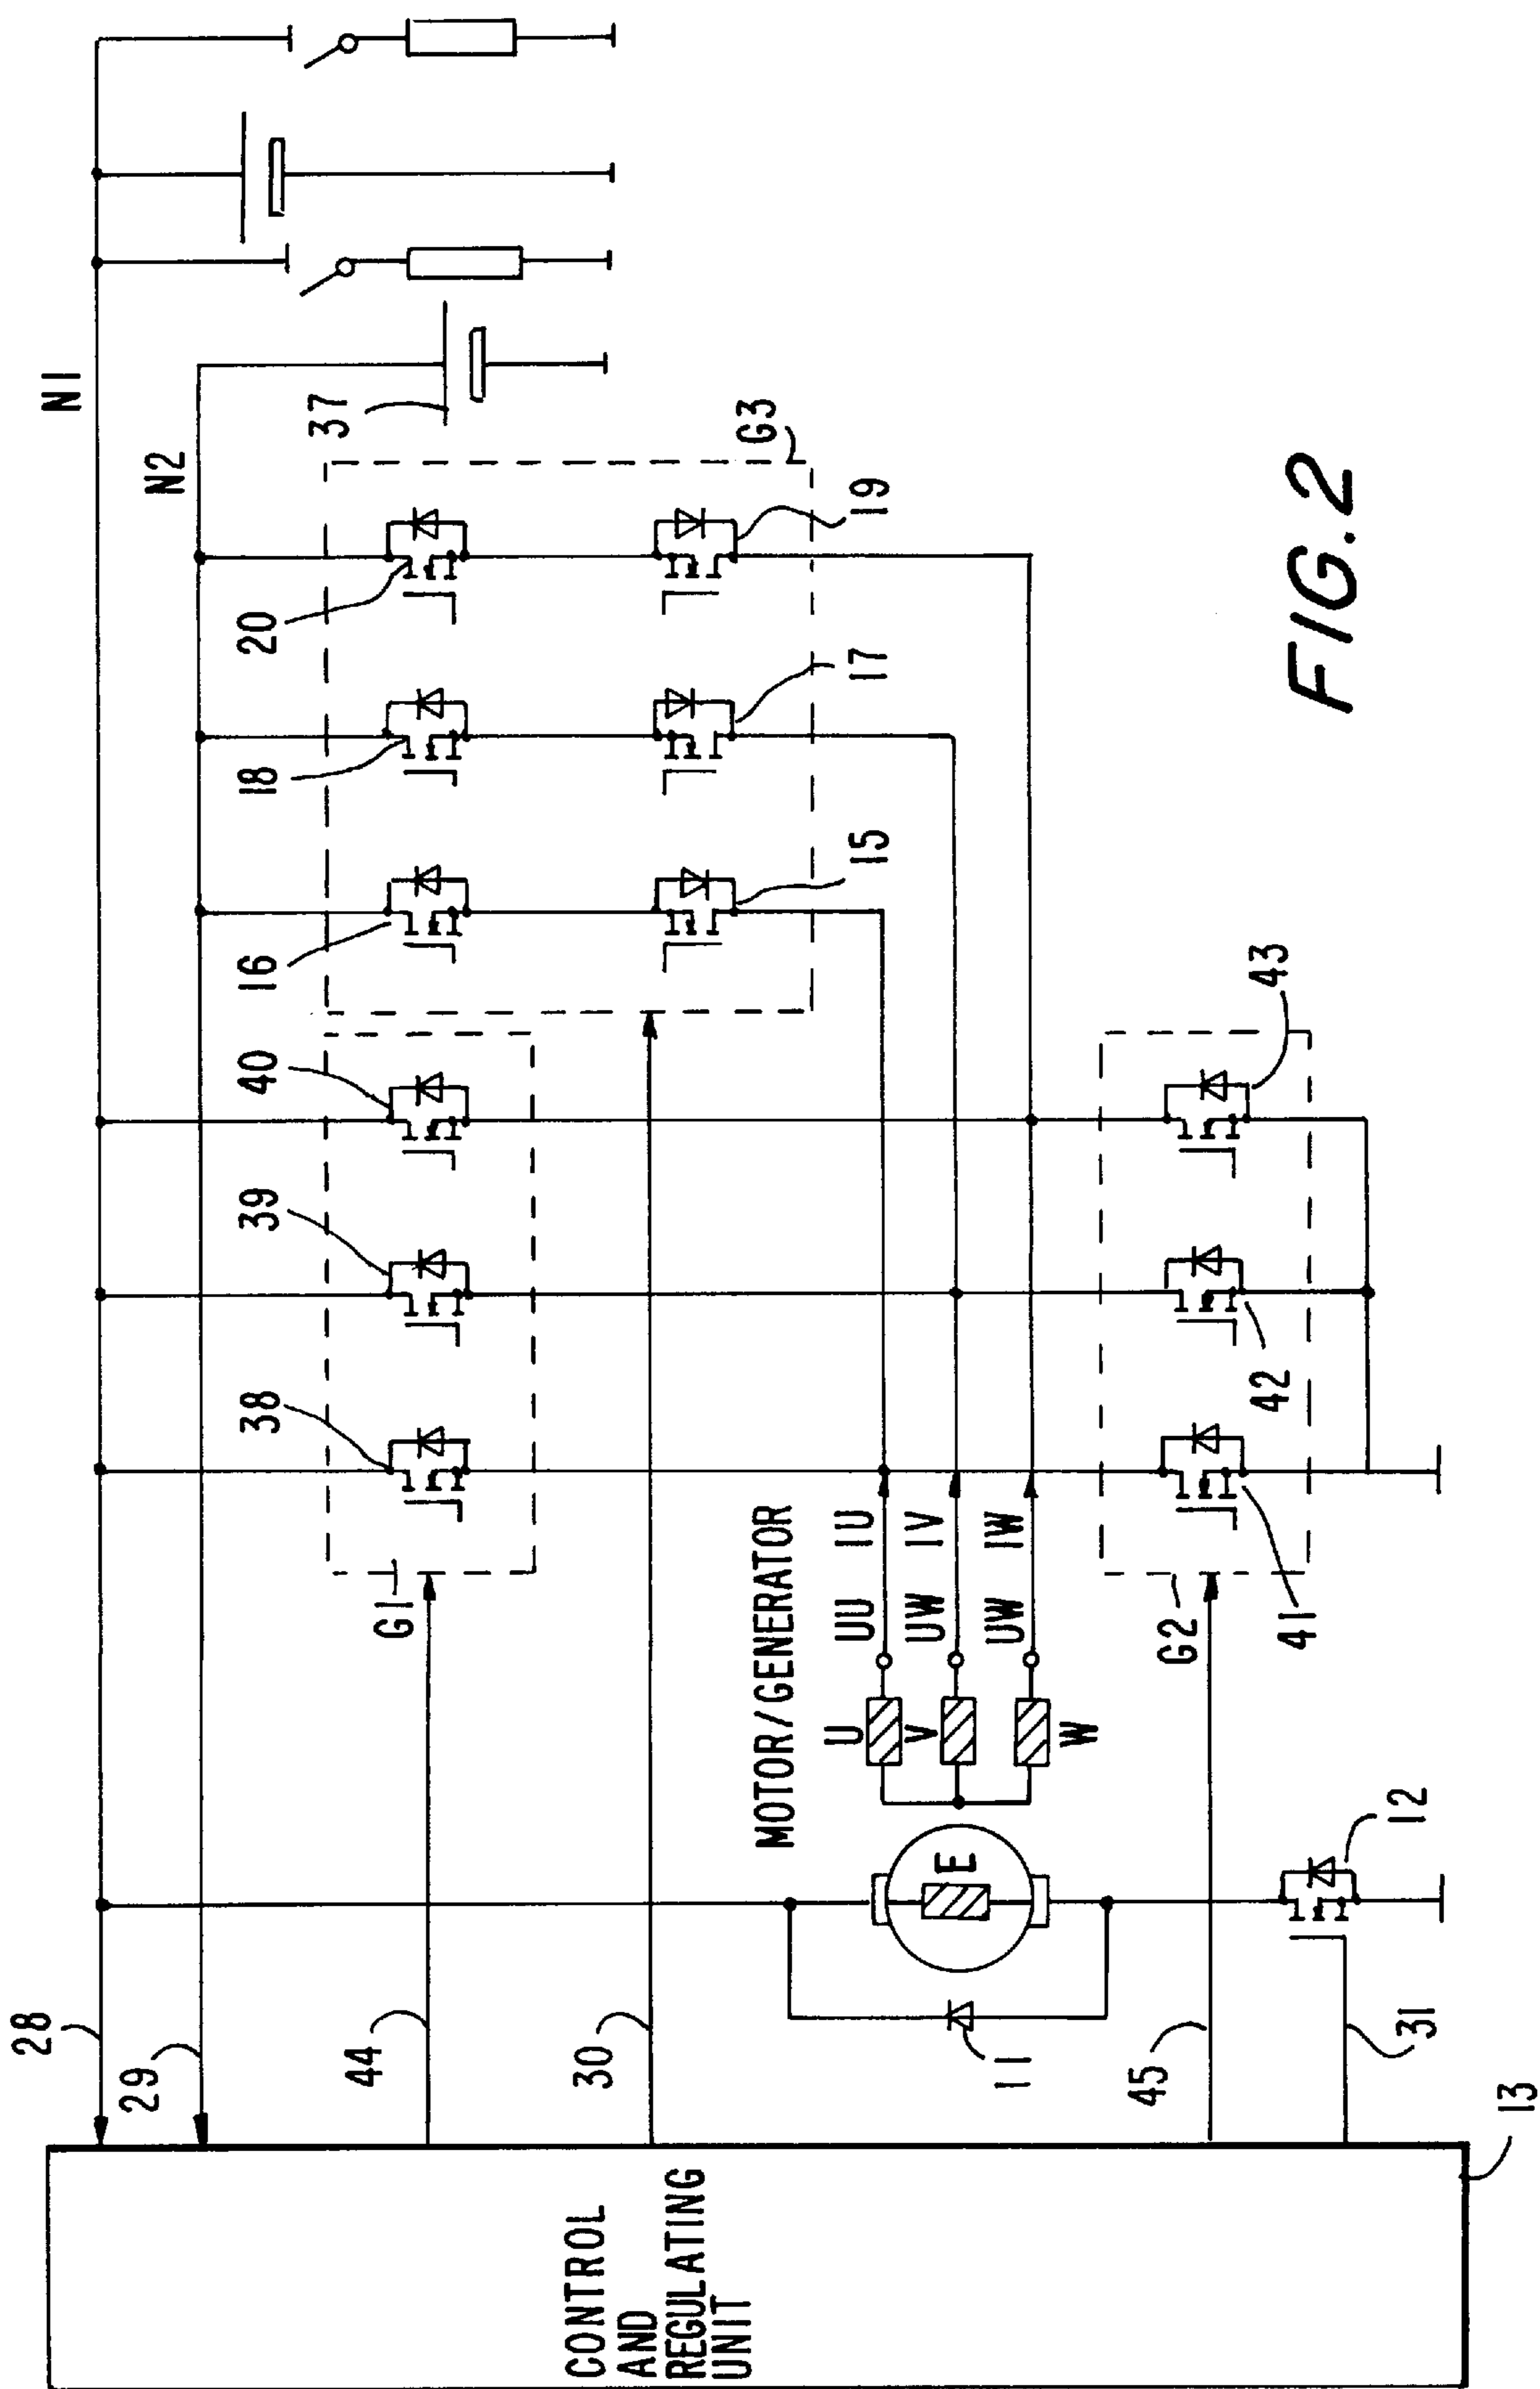 N1
N2
28
29
44
30
45
31
13
CONTROL
AND
REGULATING
UNIT
G1
38
39
40
16
18
20
37
G3
15
17
19
MOTOR/GENERATOR
U
V
W
UU IU
UW IV
UW IW
E
11
12
G2
41
42
43
FIG.2